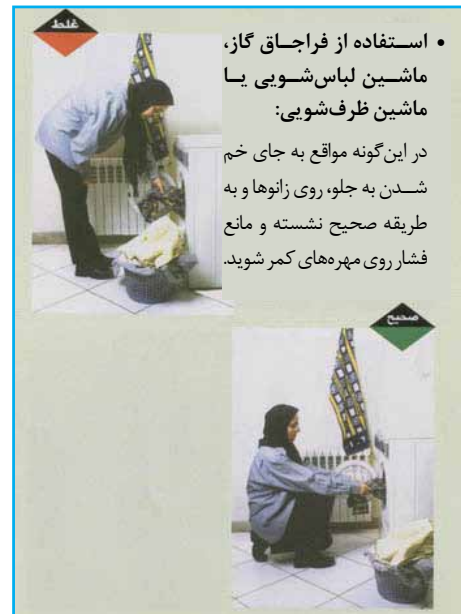 غلط
• استفاده از فراجاق گاز،
ماشین لباس‌شویی یا
ماشین ظرف‌شویی:
در این‌گونه مواقع به جای خم
شدن به جلو، روی زانوها و به
طریقه صحیح نشسته و مانع
فشار روی مهره‌های کمر شوید.
صحیح